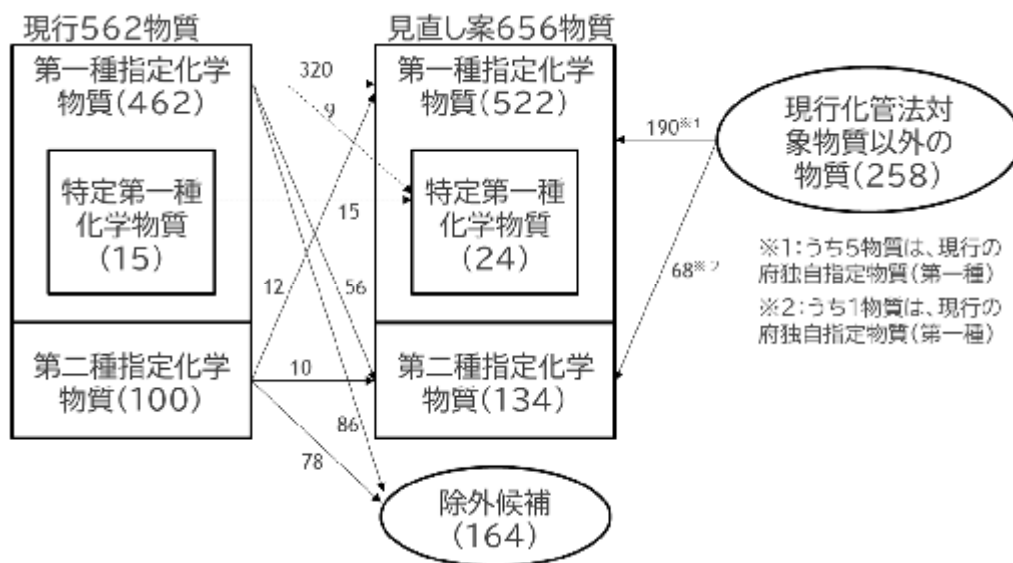 現行562物質
第一種指定化学
物質(462)
特定第一種
化学物質
(15)
第二種指定化学
物質(100)
320
9
15
12
56
10
86
78
見直し案656物質
第一種指定化学
物質(522)
特定第一種
化学物質
(24)
第二種指定化学
物質(134)
除外候補
(164)
190※1
68※2
現行化管法対
象物質以外の
物質(258)
※1:うち5物質は、現行の
府独自指定物質(第一種)
※2:うち1物質は、現行の
府独自指定物質(第一種)